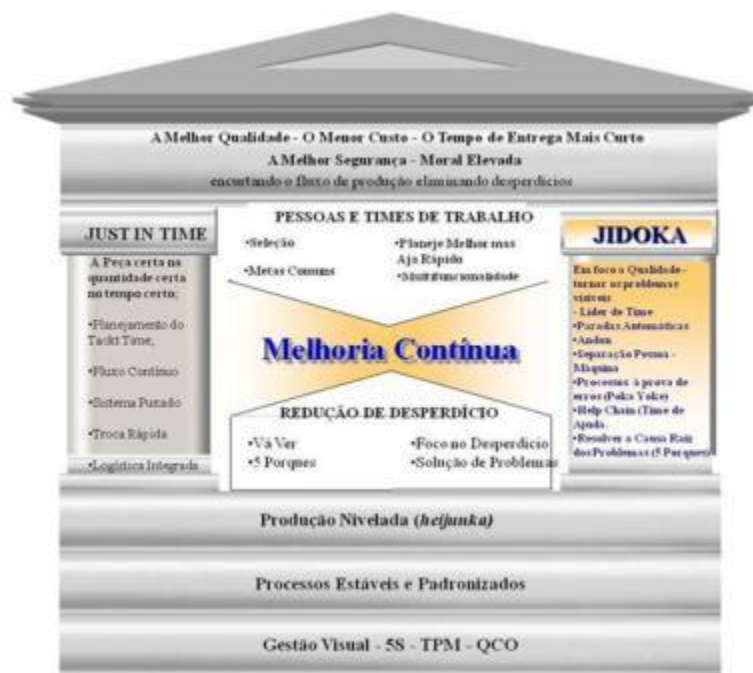 A Melhor Qualidade - O Menor Custo - O Tempo de Entrega Mais Curto
A Melhor Segurança - Moral Elevada
encurtando o fluxo de produção eliminando desperdícios
JUST IN TIME
A Peça certa na
quantidade certa
no tempo certo;
•Planejamento do
Tackt Time,
•Fluxo Contínuo
•Sistema Puxado
•Troca Rápida
•Logística Integrada
PESSOAS E TIMES DE TRABALHO
•Seleção
•Metas Comuns
•Planeje Melhor mas
Aja Rápido
•Multifuncionalidade
Melhoria Contínua
REDUÇÃO DE DESPERDÍCIO
•Vá Ver
•5 Porques
•Foco no Desperdício
•Solução de Problemas
JIDOKA
Em foco a Qualidade -
tornar os problemas
visíveis
- Líder de Time
•Paradas Automáticas
•Andon
•Separação Pessoa -
Máquina
•Processos à prova de
erros (Poka Yoke)
•Help Chain (Time de
Ajuda.
•Resolver a Causa Raiz
dos Problemas (5 Porques)
Produção Nivelada (heijunka)
Processos Estáveis e Padronizados
Gestão Visual - 5S - TPM - QCO